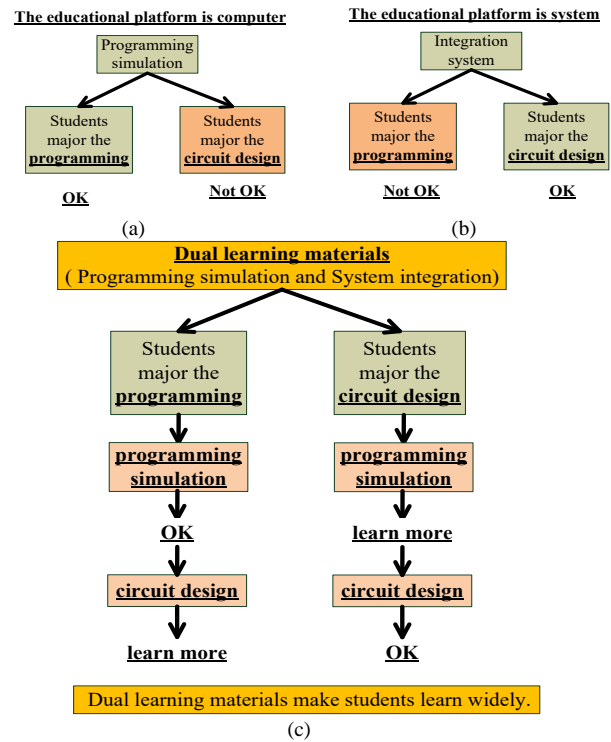 The educational platform is computer
Programming
simulation
Students
major the
programming
Students
major the
circuit design
OK
Not OK
(a)
The educational platform is system
Integration
system
Students
major the
programming
Students
major the
circuit design
Not OK
OK
(b)
Dual learning materials
( Programming simulation and System integration)
Students
major the
programming
programming
simulation
OK
circuit design
learn more
Students
major the
circuit design
programming
simulation
learn more
circuit design
OK
Dual learning materials make students learn widely.
(c)